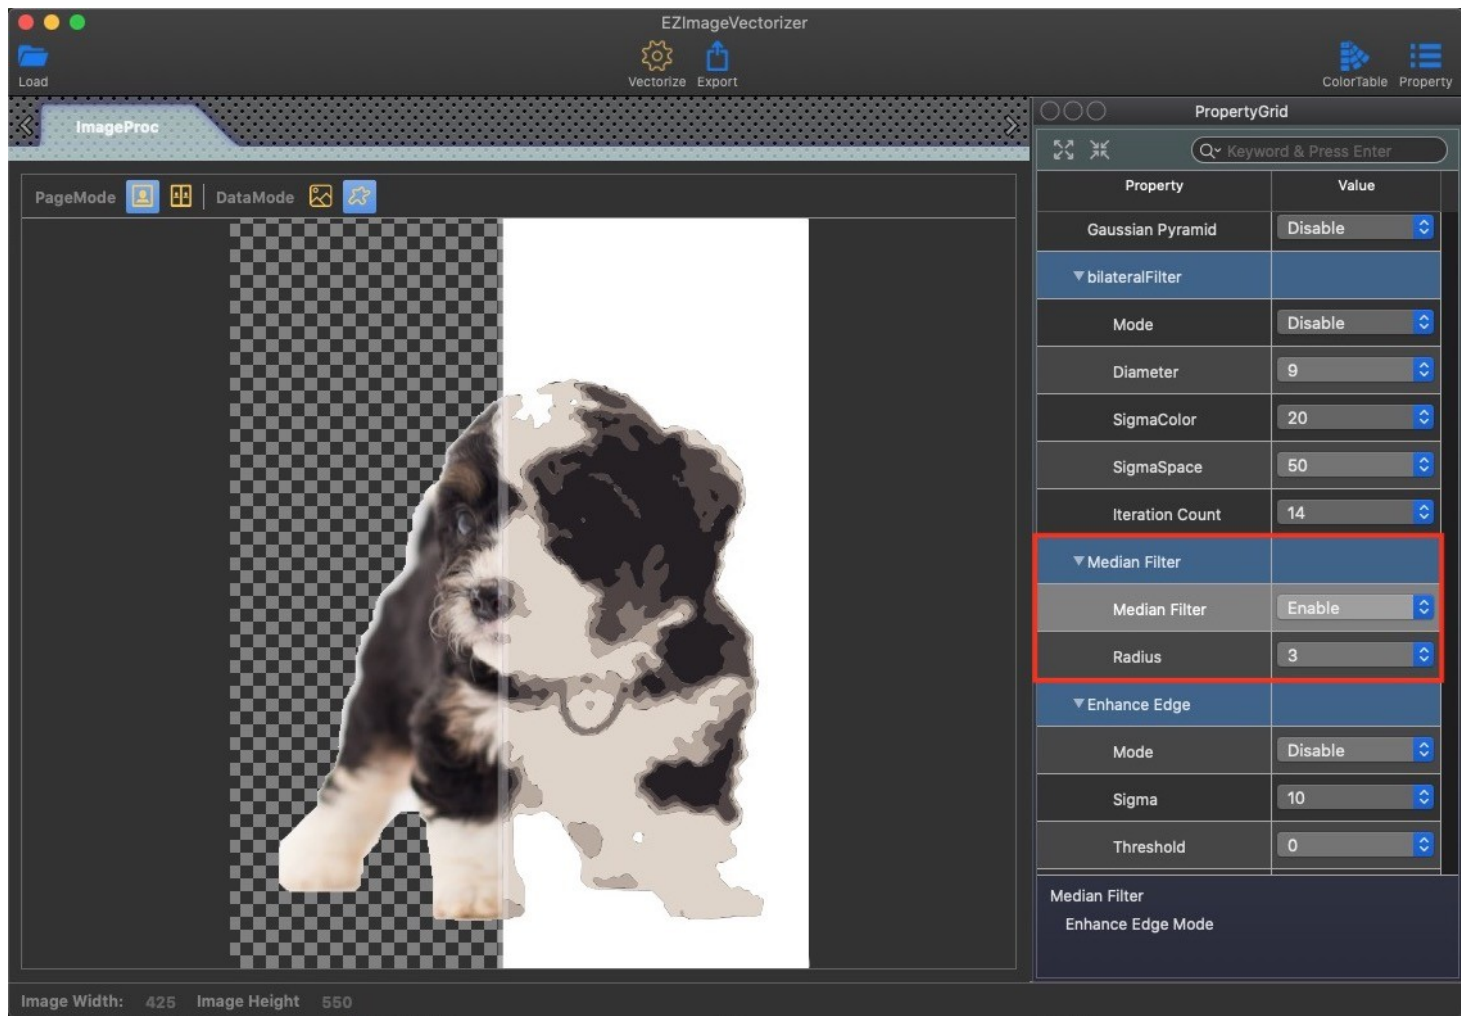 EZImageVectorizer
Load
Vectorize Export
ColorTable Property
ImageProc
PropertyGrid
Keyword & Press Enter
Property Value
PageMode DataMode
Gaussian Pyramid Disable
bilateralFilter
Mode Disable
Diameter 9
SigmaColor 20
SigmaSpace 50
Iteration Count 14
Median Filter
Median Filter Enable
Radius 3
Enhance Edge
Mode Disable
Sigma 10
Threshold 0
Median Filter
Enhance Edge Mode
Image Width: 425 Image Height 550